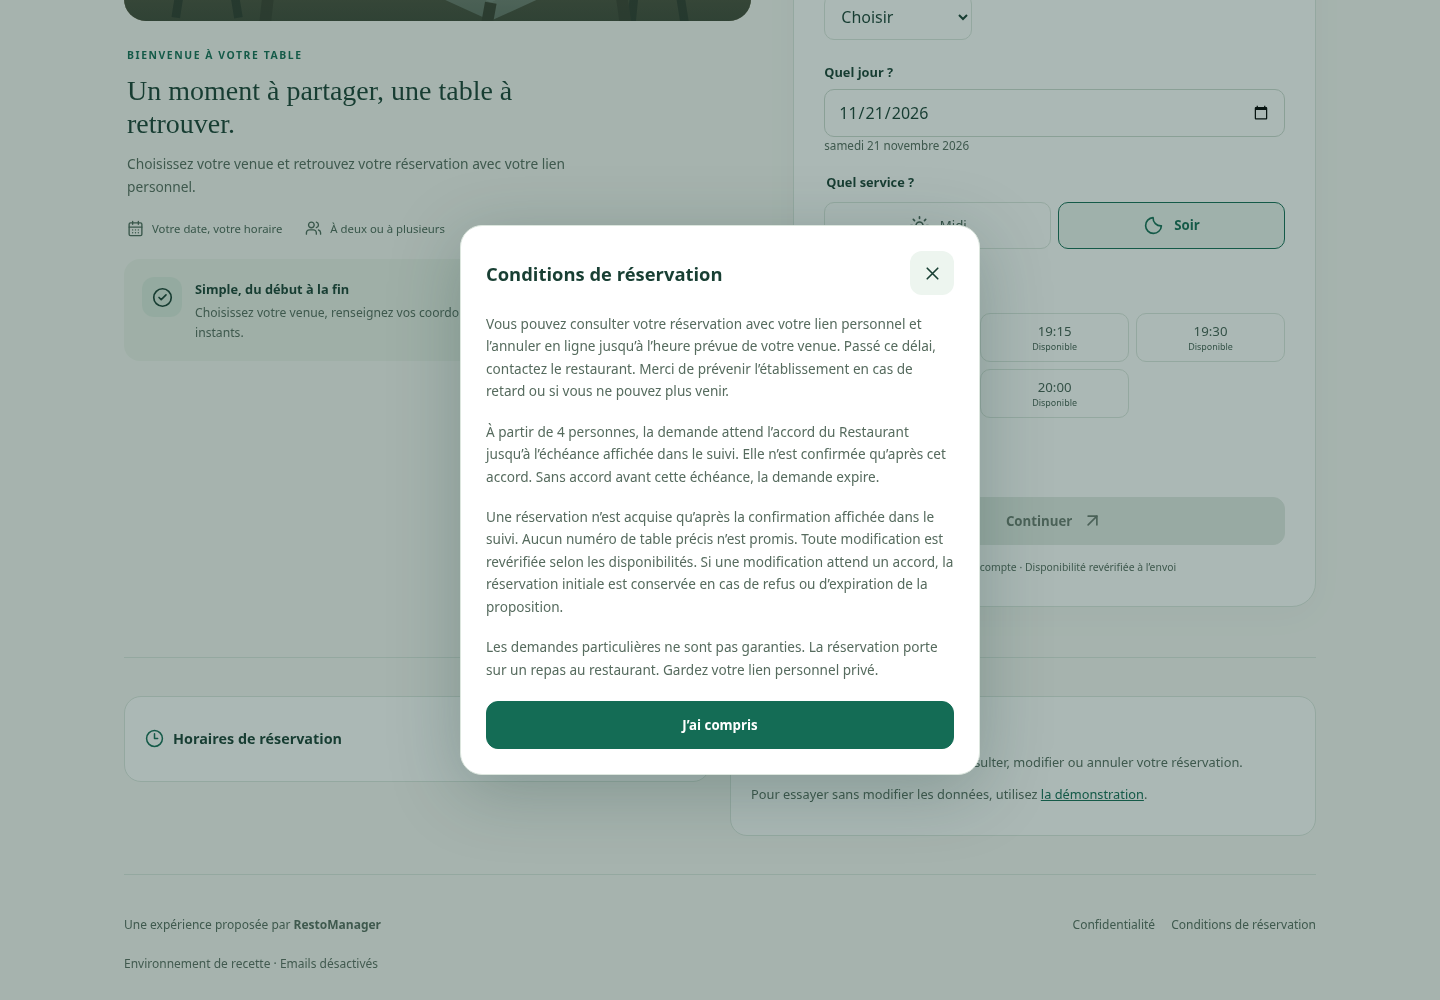 BIENVENUE À VOTRE TABLE
Un moment à partager, une table à
retrouver.
Choisissez votre venue et retrouvez votre réservation avec votre lien
personnel.
Votre date, votre horaire
À deux ou à plusieurs
Simple, du début à la fin
Choisissez votre venue, renseignez vos
instants.
Choisir
Quel jour ?
11/21/2026
samedi 21 novembre 2026
Quel service ?
Midi
Soir
19:15
Disponible
19:30
Disponible
20:00
Disponible
Continuer
compte · Disponibilité revérifiée à l’envoi
Conditions de réservation
Vous pouvez consulter votre réservation avec votre lien personnel et
l’annuler en ligne jusqu’à l’heure prévue de votre venue. Passé ce délai,
contactez le restaurant. Merci de prévenir l’établissement en cas de
retard ou si vous ne pouvez plus venir.
À partir de 4 personnes, la demande attend l’accord du Restaurant
jusqu’à l’échéance affichée dans le suivi. Elle n’est confirmée qu’après cet
accord. Sans accord avant cette échéance, la demande expire.
Une réservation n’est acquise qu’après la confirmation affichée dans le
suivi. Aucun numéro de table précis n’est promis. Toute modification est
revérifiée selon les disponibilités. Si une modification attend un accord, la
réservation initiale est conservée en cas de refus ou d’expiration de la
proposition.
Les demandes particulières ne sont pas garanties. La réservation porte
sur un repas au restaurant. Gardez votre lien personnel privé.
J’ai compris
Horaires de réservation
modifier ou annuler votre réservation.
Pour essayer sans modifier les données, utilisez la démonstration.
Une expérience proposée par RestoManager
Confidentialité
Conditions de réservation
Environnement de recette · Emails désactivés